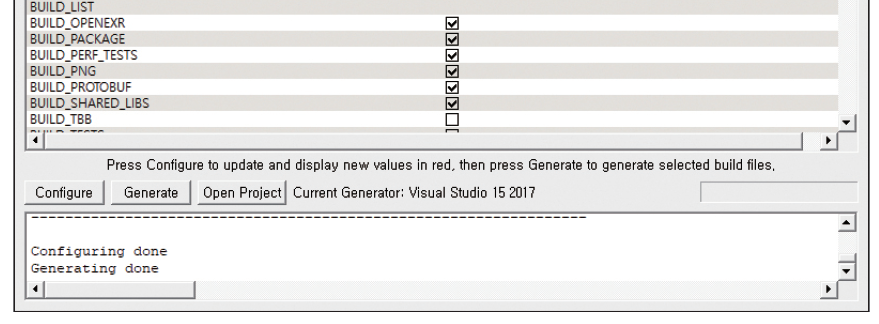 BUILD_LIST
BUILD_OPENEXR
BUILD_PACKAGE
BUILD_PERF_TESTS
BUILD_PNG
BUILD_PROTOBUF
BUILD_SHARED_LIBS
BUILD_TBB
BUILD_TESTS
Press Configure to update and display new values in red, then press Generate to generate selected build files,
Configure Generate Open Project Current Generator: Visual Studio 15 2017
Configuring done
Generating done